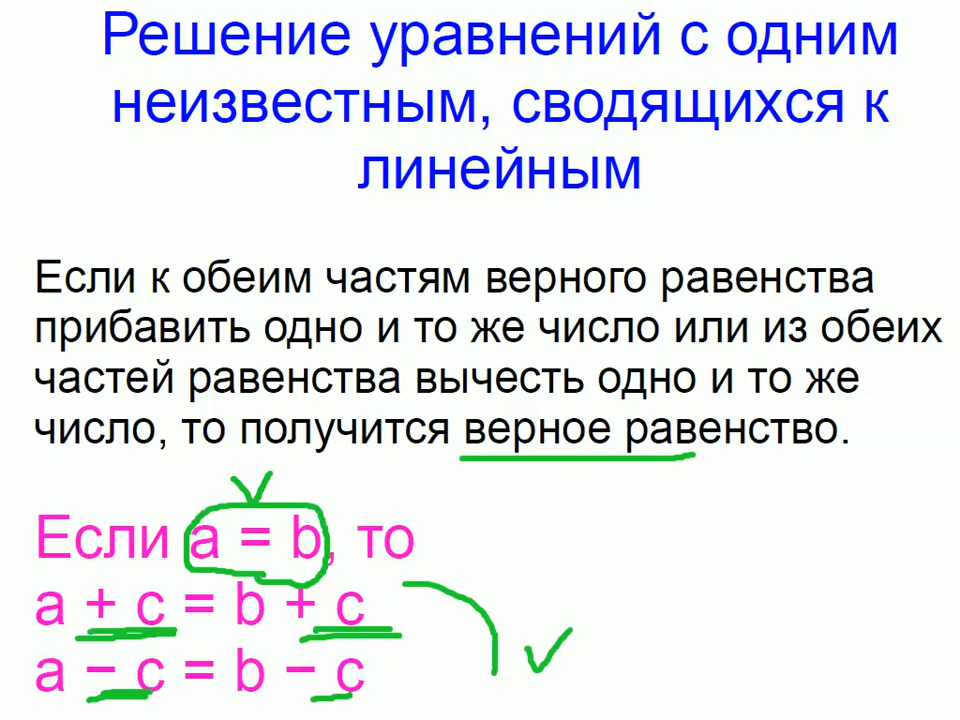 Решение уравнений с одним
неизвестным, сводящихся к
линейным
Если к обеим частям верного равенства
прибавить одно и то же число или из обеих
частей равенства вычесть одно и то же
число, то получится верное равенство.
Если a = b, то
a + c = b + c
a − c = b − c